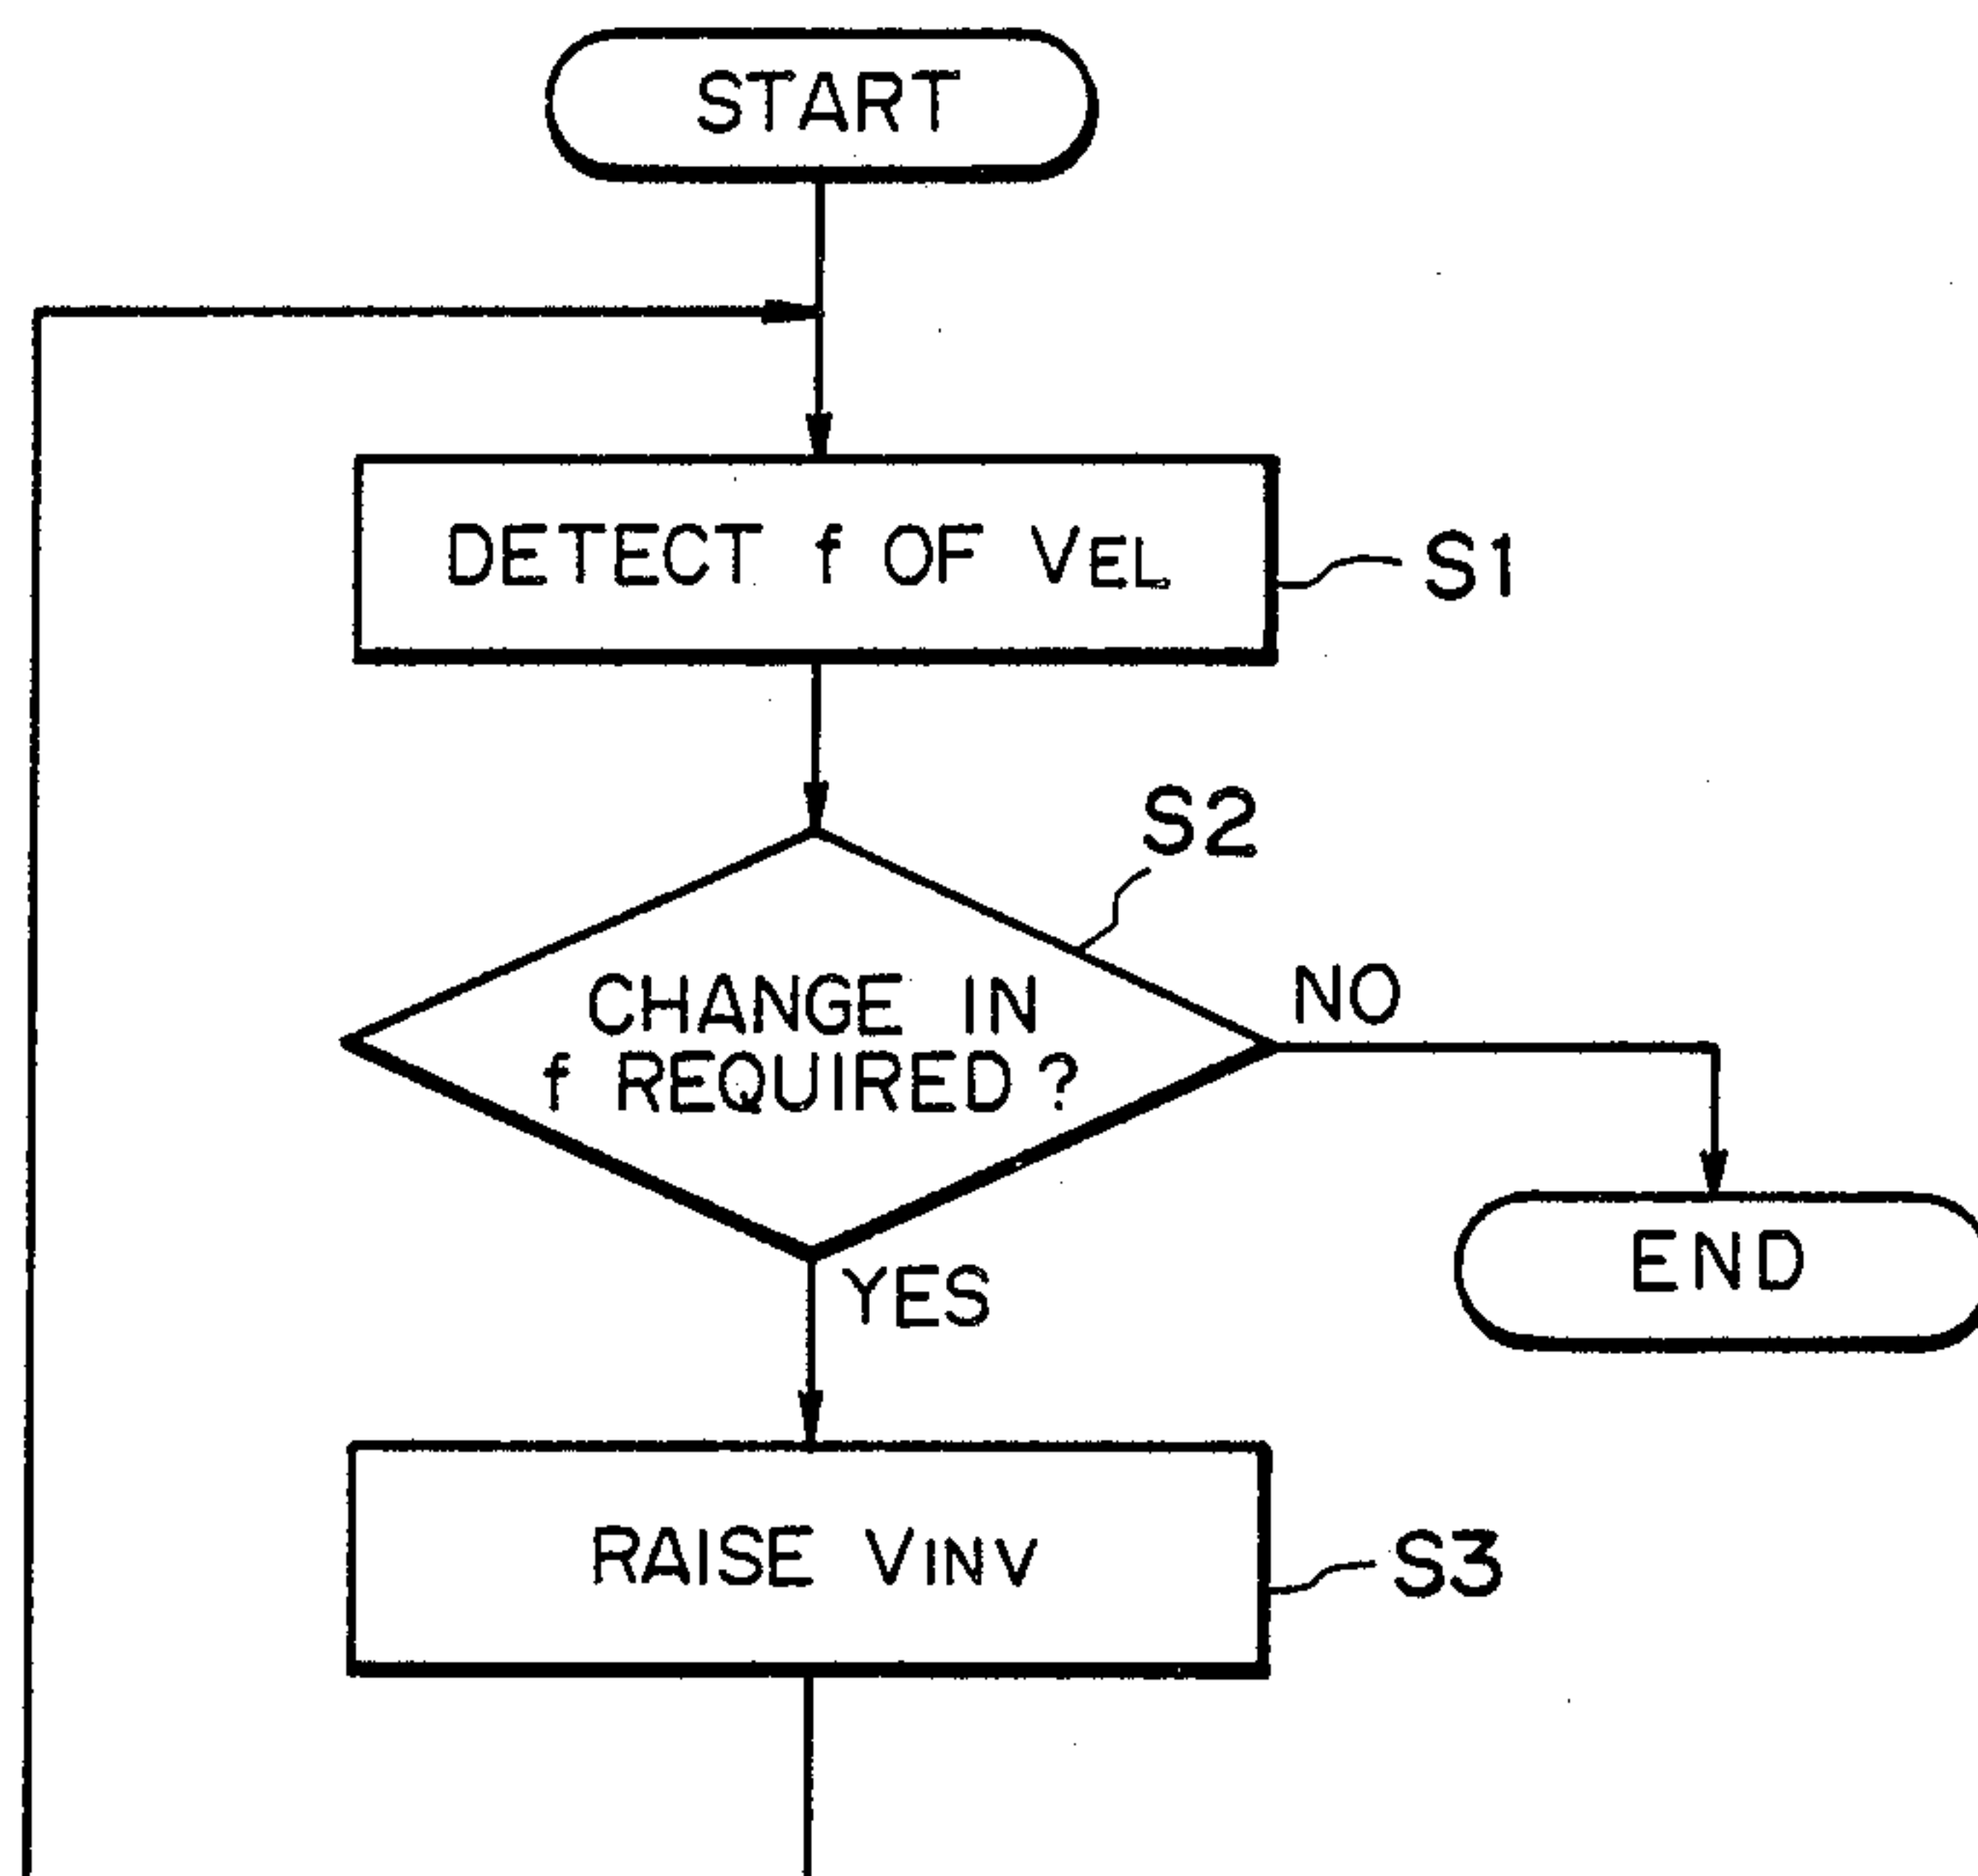 START
DETECT f OF VEL
S1
S2
CHANGE IN
f REQUIRED?
NO
YES
END
RAISE VINV
S3